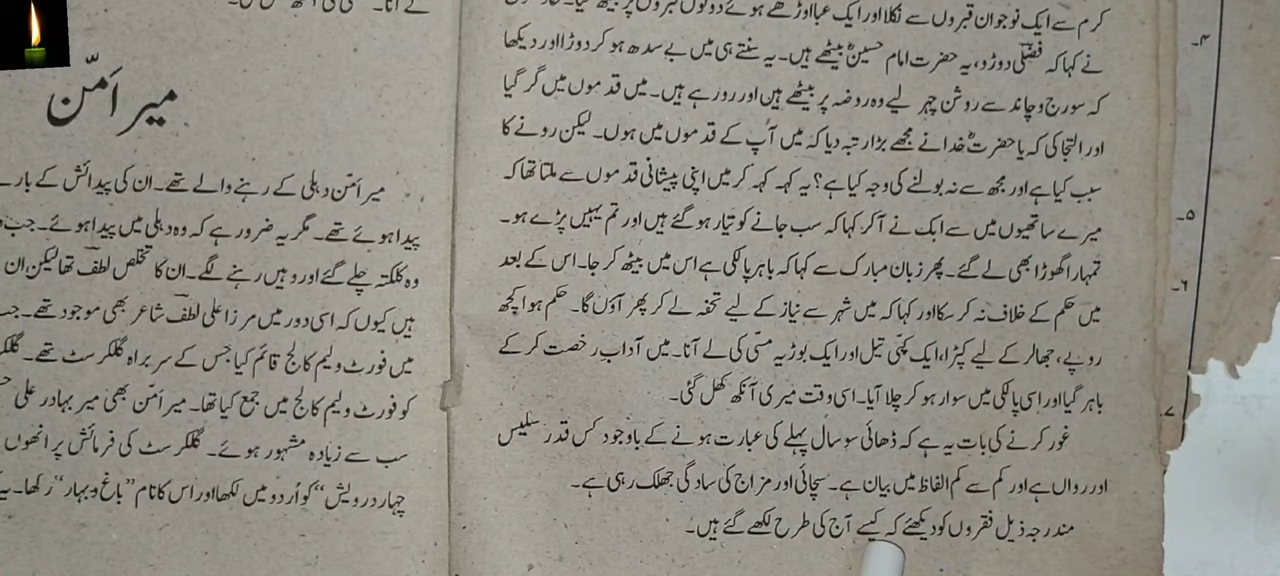 کرم سے ایک نوجوان قبروں سے نکلا اور ایک عبا اوڑھے ہوئے دونوں قبروں پر بیٹھ گیا۔
نے کہا کہ فضلی دوڑو، یہ حضرت امام حسینؓ بیٹھے ہیں۔ یہ سنتے ہی میں بے سدھ ہو کر دوڑا اور دیکھا
کہ سورج و چاند سے روشن چہر لیے وہ روضہ پر بیٹھے ہین اور رو رہے ہیں۔ میں قدموں میں گر گیا
اور التجا کی کہ یا حضرتؓ خدا نے مجھے بڑا رتبہ دیا کہ میں آپ کے قدموں میں ہوں۔ لیکن رونے کا
سبب کیا ہے اور مجھ سے نہ بولنے کی وجہ کیا ہے؟ یہ کہہ کہہ کر میں اپنی پیشانی قدموں سے ملتا تھا کہ
میرے ساتھیوں میں سے ایک نے آکر کہا کہ سب جانے کو تیار ہو گئے ہیں اور تم یہیں پڑے ہو۔
تمہارا گھوڑا بھی لے گئے۔ پھر زبان مبارک سے کہا کہ باہر پالکی ہے اس میں بیٹھ کر جا۔ اس کے بعد
میں حکم کے خلاف نہ کر سکا اور کہا کہ میں شہر سے نیاز کے لیے تحفہ لے کر پھر آؤں گا۔ حکم ہوا کچھ
روپے، جھالر کے لیے کپڑا، ایک کپّی تیل اور ایک بوڑیہ مسّی کی لے آنا۔ میں آداب رخصت کر کے
باہر گیا اور اسی پالکی میں سوار ہو کر چلا آیا۔ اسی وقت میری آنکھ کھل گئی۔
غور کرنے کی بات یہ ہے کہ ڈھائی سو سال پہلے کی عبارت ہونے کے باوجود کس قدر سلیس
اور رواں ہے اور کم سے کم الفاظ میں بیان ہے۔ سچائی اور مزاج کی سادگی جھلک رہی ہے۔
مندرجہ ذیل فقروں کو دیکھئے کہ کیسے آج کی طرح لکھے گئے ہیں۔
میر امّن
میر امّن دہلی کے رہنے والے تھے۔ ان کی پیدائش کے بارے
پیدا ہوئے تھے۔ مگر یہ ضرور ہے کہ وہ دہلی میں پیدا ہوئے۔ جب
وہ کلکتہ چلے گئے اور وہیں رہنے لگے۔ ان کا تخلص لطف تھا لیکن ان
ہیں کیوں کہ اسی دور میں مرزا علی لطف شاعر بھی موجود تھے۔ جب
میں فورٹ ولیم کالج قائم کیا جس کے سربراہ گلکرسٹ تھے۔
کو فورٹ ولیم کالج میں جمع کیا تھا۔ میر امّن بھی میر بہادر علی
سب سے زیادہ مشہور ہوئے۔ گلکرسٹ کی فرمائش پر انھوں
چہار درویش“ کو اُردو میں لکھا اور اس کا نام ”باغ و بہار“ رکھا۔
۴۔
۵۔
۶۔
۷۔